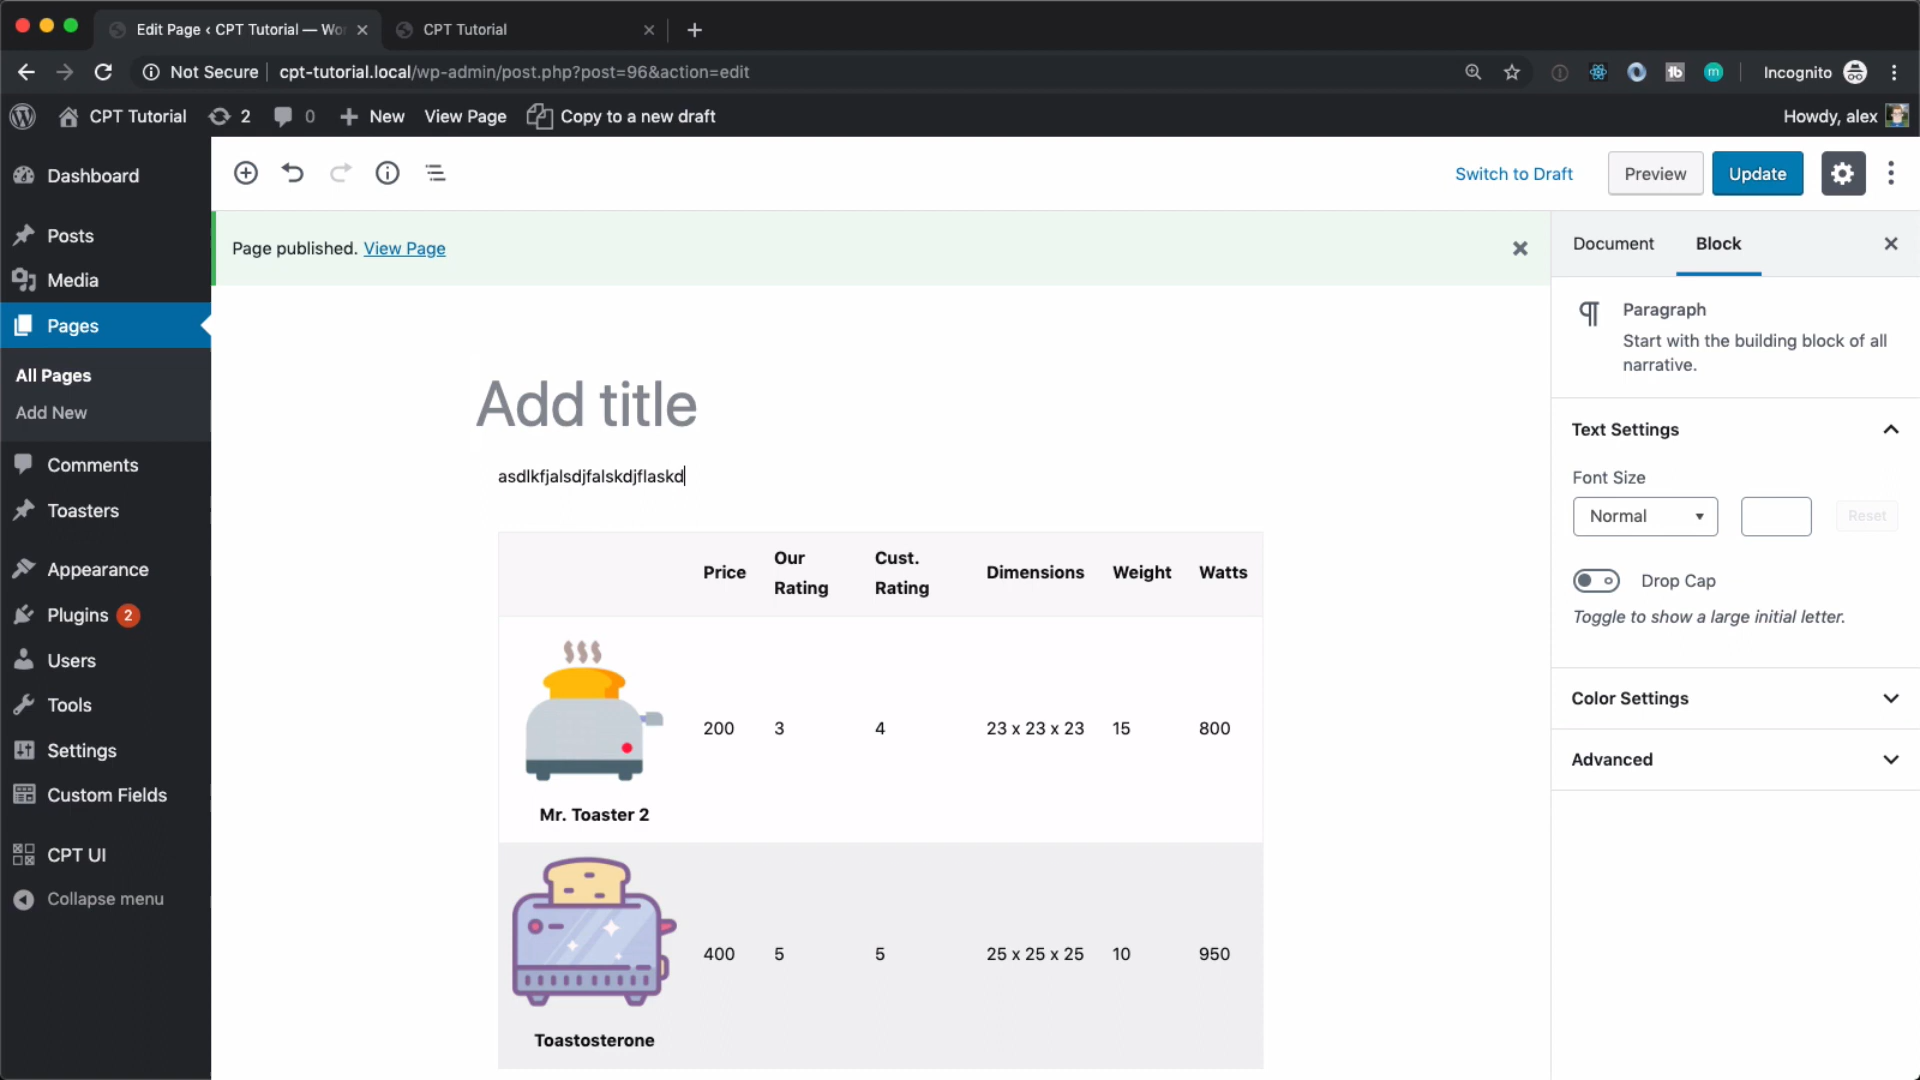 Edit Page ‹ CPT Tutorial — Wor
CPT Tutorial
Not Secure
cpt-tutorial.local/wp-admin/post.php?post=96&action=edit
Incognito
CPT Tutorial
2
0
New
View Page
Copy to a new draft
Howdy, alex
Dashboard
Posts
Media
Pages
All Pages
Add New
Comments
Toasters
Appearance
Plugins 2
Users
Tools
Settings
Custom Fields
CPT UI
Collapse menu
Switch to Draft
Preview
Update
Page published. View Page
Add title
asdlkfjalsdjfalskdjflaskd
Price Our Rating Cust. Rating Dimensions Weight Watts
200 3 4 23 x 23 x 23 15 800
Mr. Toaster 2
400 5 5 25 x 25 x 25 10 950
Toastosterone
Document
Block
Paragraph
Start with the building block of all
narrative.
Text Settings
Font Size
Normal
Reset
Drop Cap
Toggle to show a large initial letter.
Color Settings
Advanced